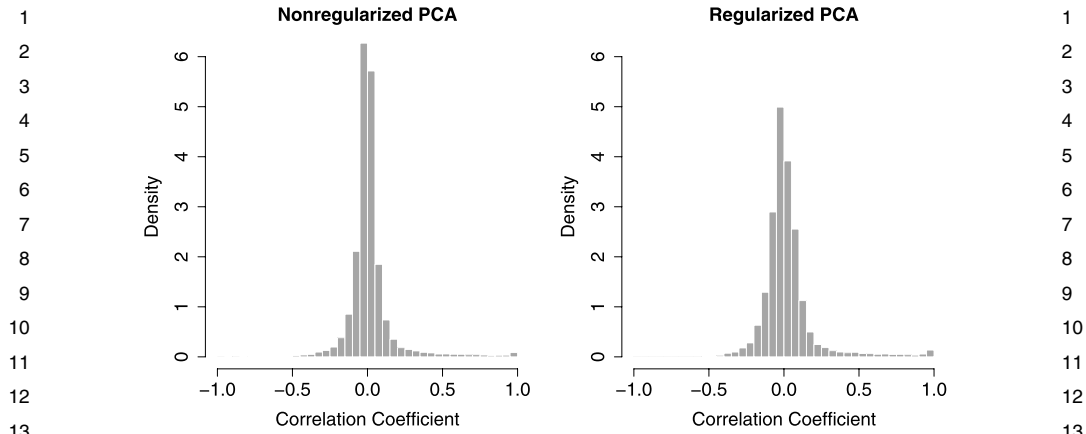 1 Nonregularized PCA Regularized PCA 1
2 6 6 2
3 5 5 3
4 4 4 4
5 3 3 5
6 2 2 6
7 1 1 7
8 0 0 8
9 Density Density 9
10 −1.0 −0.5 0.0 0.5 1.0 −1.0 −0.5 0.0 0.5 1.0 10
11 Correlation Coefficient Correlation Coefficient 11
12 12
13 13